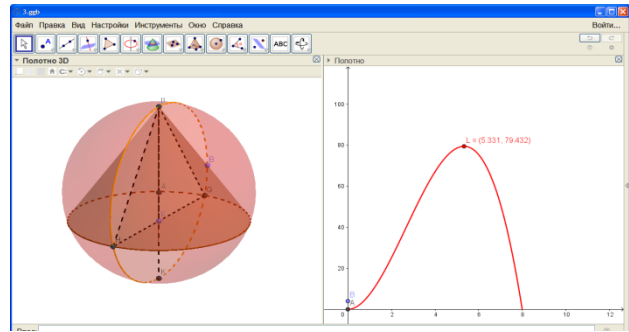 3.ggb
Файл Правка Вид Настройки Инструменты Окно Справка
Войти...
ABC
Полотно 3D
Полотно
100
80
60
40
20
0
2
4
6
8
10
12
L = (5.331, 79.432)
B
A
B
A
K